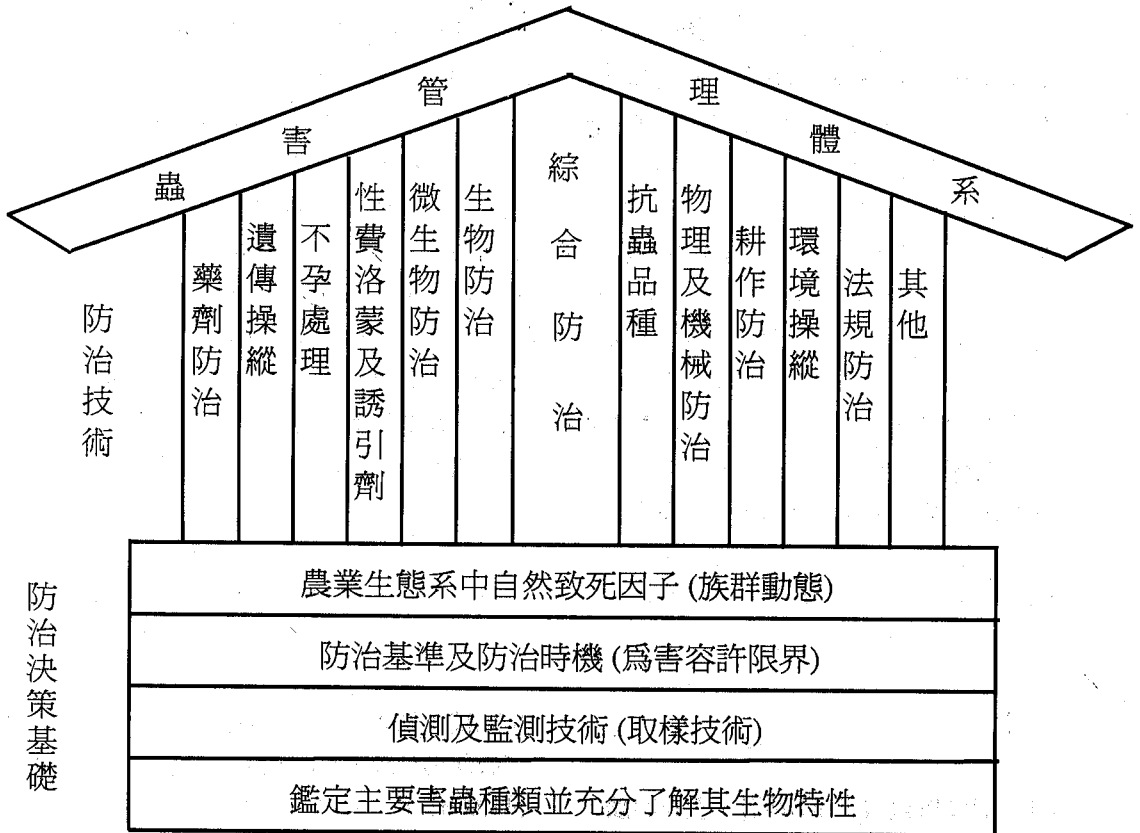 蟲害管理體系
防治技術
藥劑防治
遺傳操縱
不孕處理
性費洛蒙及誘引劑
微生物防治
生物防治
綜合防治
抗蟲品種
物理及機械防治
耕作防治
環境操縱
法規防治
其他
防治決策基礎
農業生態系中自然致死因子(族群動態)
防治基準及防治時機(爲害容許限界)
偵測及監測技術(取樣技術)
鑑定主要害蟲種類並充分了解其生物特性